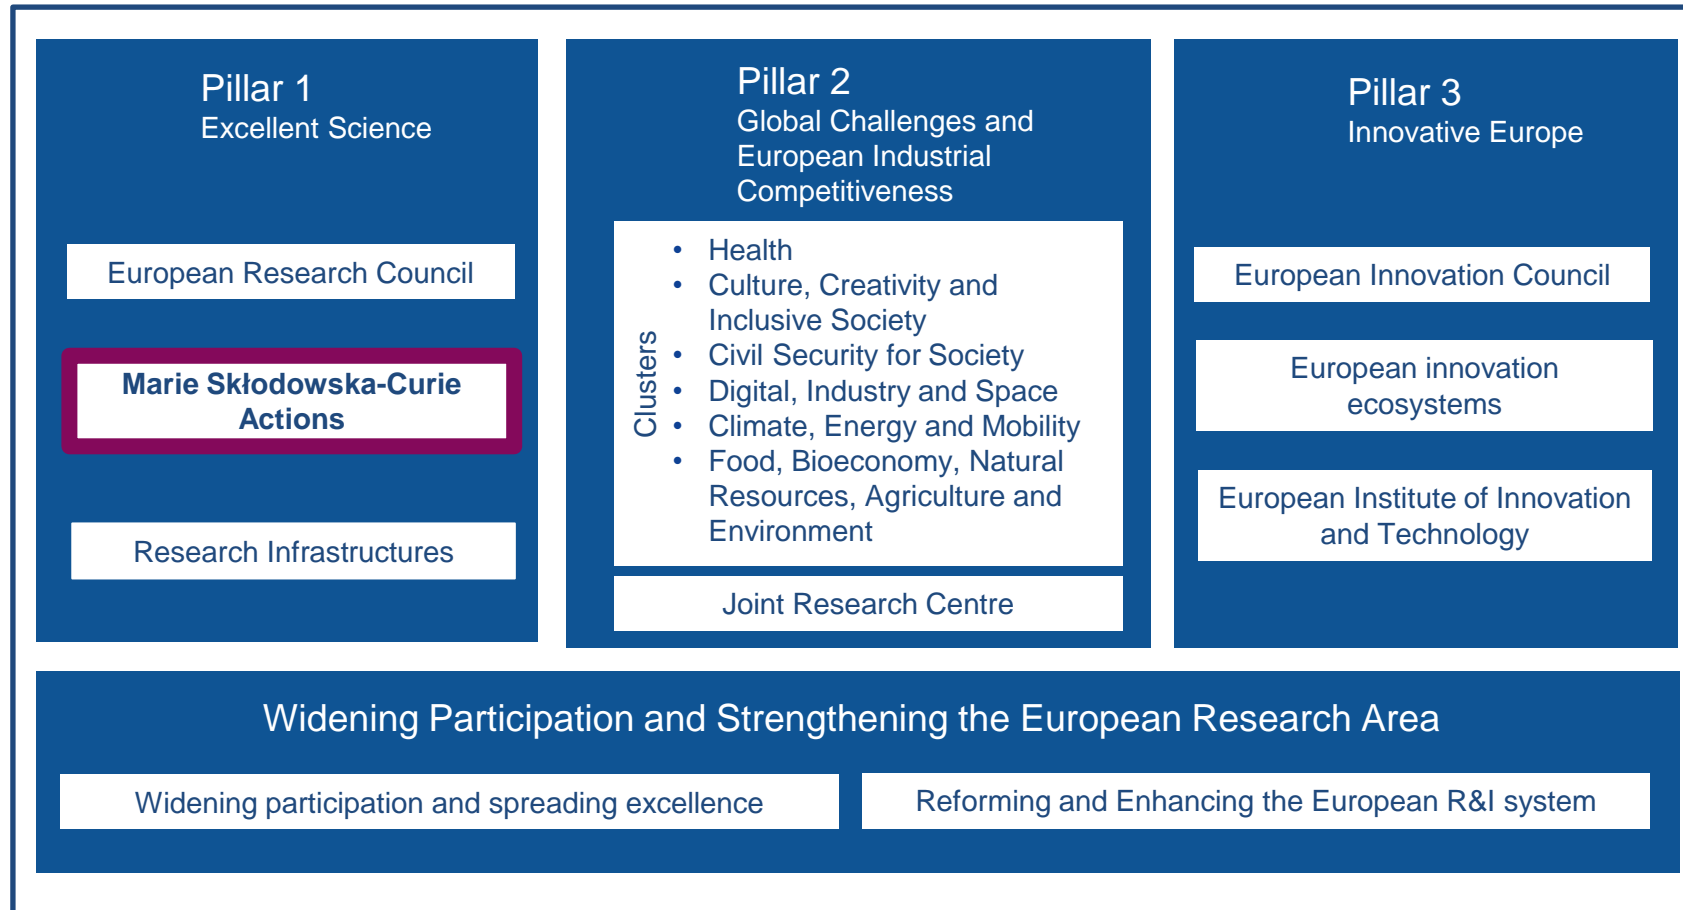 Pillar 1
Excellent Science
European Research Council
Marie Skłodowska-Curie
Actions
Research Infrastructures
Pillar 2
Global Challenges and
European Industrial
Competitiveness
Clusters
• Health
• Culture, Creativity and
Inclusive Society
• Civil Security for Society
• Digital, Industry and Space
• Climate, Energy and Mobility
• Food, Bioeconomy, Natural
Resources, Agriculture and
Environment
Joint Research Centre
Pillar 3
Innovative Europe
European Innovation Council
European innovation
ecosystems
European Institute of Innovation
and Technology
Widening Participation and Strengthening the European Research Area
Widening participation and spreading excellence
Reforming and Enhancing the European R&I system